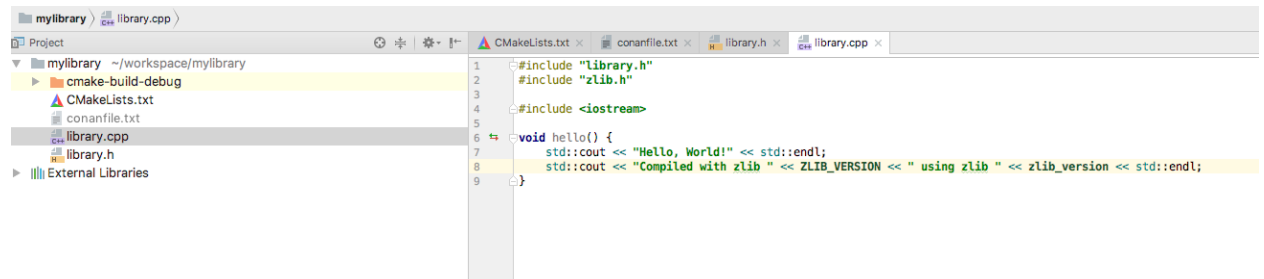 mylibrary library.cpp
Project
CMakeLists.txt conanfile.txt library.h library.cpp
mylibrary ~/workspace/mylibrary
cmake-build-debug
CMakeLists.txt
conanfile.txt
library.cpp
library.h
External Libraries
1 #include "library.h"
2 #include "zlib.h"
3
4 #include <iostream>
5
6 void hello() {
7 std::cout << "Hello, World!" << std::endl;
8 std::cout << "Compiled with zlib " << ZLIB_VERSION << " using zlib " << zlib_version << std::endl;
9 }